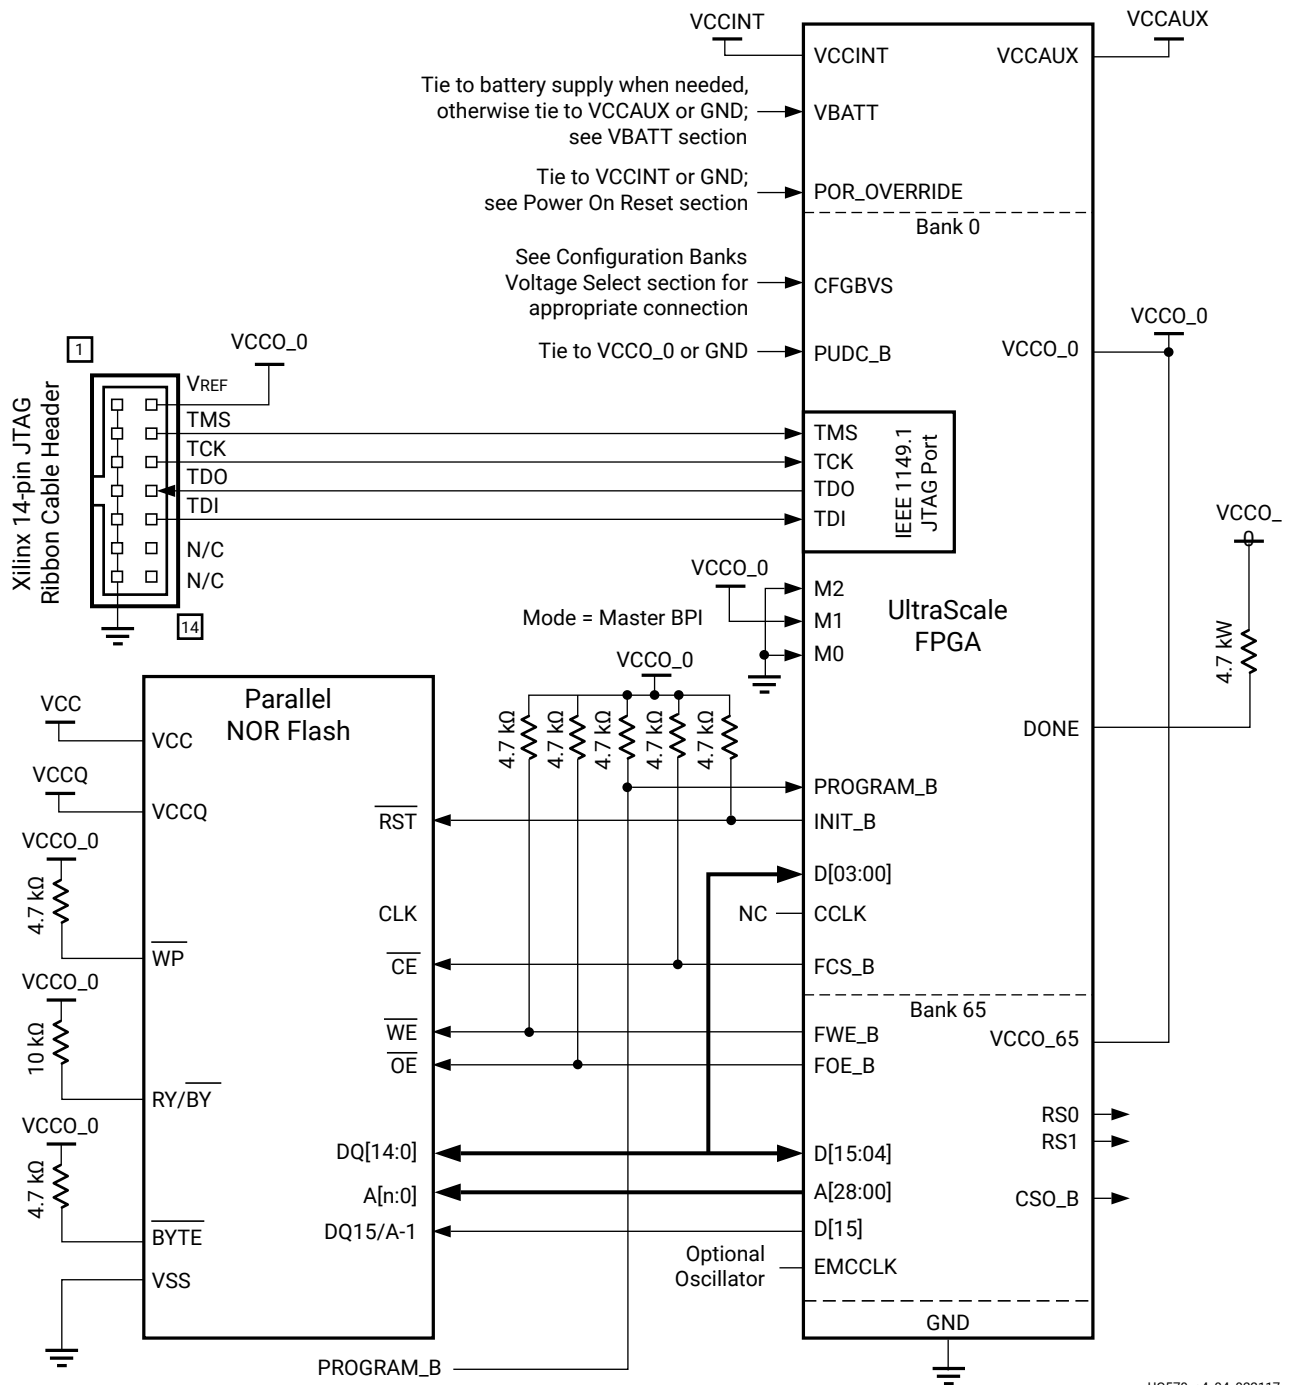 VCCINT
VCCAUX
VCCINT
VCCAUX
Tie to battery supply when needed,
otherwise tie to VCCAUX or GND;
see VBATT section
VBATT
Tie to VCCINT or GND;
see Power On Reset section
POR_OVERRIDE
Bank 0
See Configuration Banks
Voltage Select section for
appropriate connection
CFGBVS
VCCO_0
VCCO_0
Tie to VCCO_0 or GND
PUDC_B
VCCO_0
1
VREF
TMS
TCK
TDO
TDI
N/C
N/C
14
Xilinx 14-pin JTAG
Ribbon Cable Header
TMS
TCK
TDO
TDI
IEEE 1149.1
JTAG Port
VCCO_0
4.7 kW
VCCO_0
M2
M1
M0
Mode = Master BPI
UltraScale
FPGA
VCCO_0
4.7 kΩ
4.7 kΩ
4.7 kΩ
4.7 kΩ
4.7 kΩ
Parallel
NOR Flash
VCC
VCC
VCCQ
VCCQ
VCCO_0
4.7 kΩ
WP
VCCO_0
10 kΩ
RY/BY
VCCO_0
4.7 kΩ
BYTE
VSS
RST
CLK
CE
WE
OE
DQ[14:0]
A[n:0]
DQ15/A-1
DONE
PROGRAM_B
INIT_B
D[03:00]
NC
CCLK
FCS_B
Bank 65
FWE_B
VCCO_65
FOE_B
RS0
RS1
D[15:04]
A[28:00]
CSO_B
D[15]
Optional
Oscillator
EMCCLK
GND
PROGRAM_B